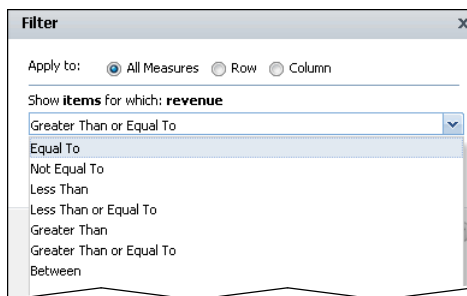 Filter x
Apply to: All Measures Row Column
Show items for which: revenue
Greater Than or Equal To
Equal To
Not Equal To
Less Than
Less Than or Equal To
Greater Than
Greater Than or Equal To
Between